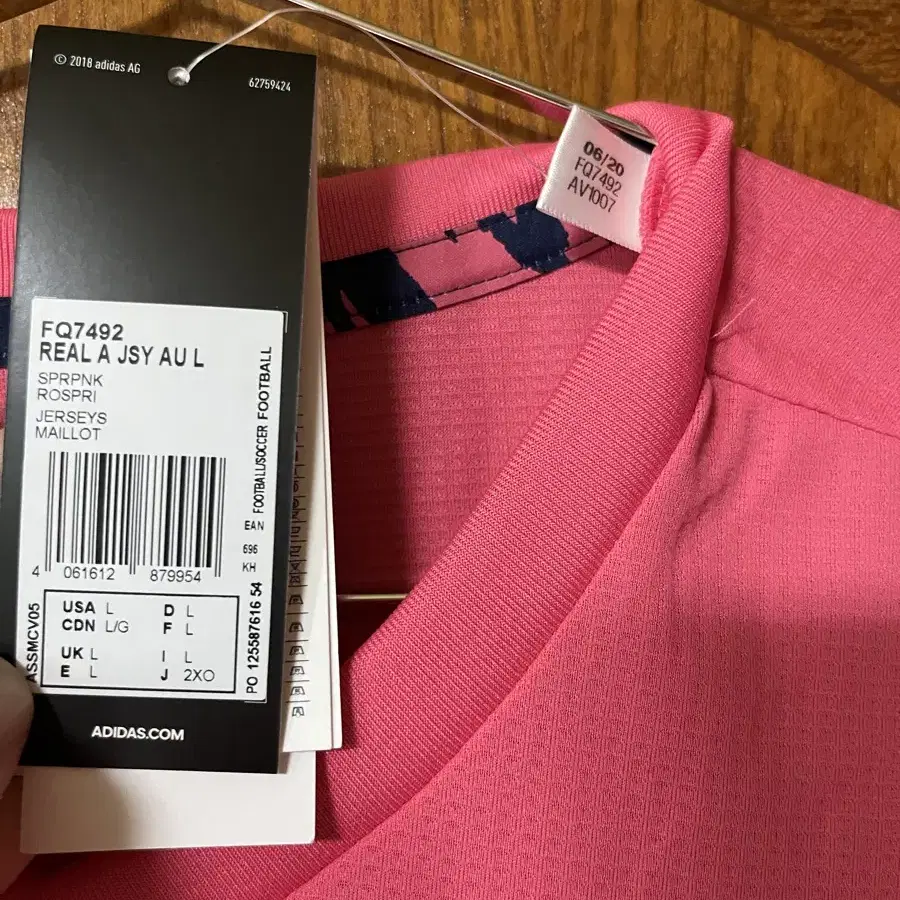 © 2018 adidas AG
62759424
FQ7492
REAL A JSY AU L
SPRPNK
ROSPRI
JERSEYS
MAILLOT
FOOTBALL/SOCCER FOOTBALL
EAN
696
KH
4 061612 879954
PO 125587616 54
ASSMCV05
USA L D L
CDN L/G F L
UK L I L
E L J 2XO
ADIDAS.COM
06/20
FQ7492
AV1007